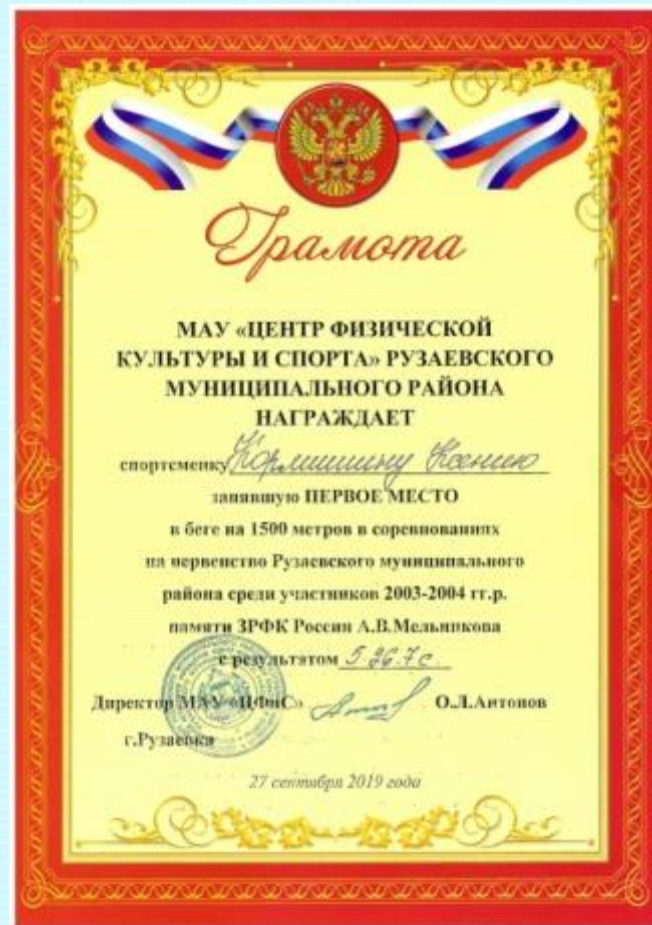 Грамота
МАУ «ЦЕНТР ФИЗИЧЕСКОЙ
КУЛЬТУРЫ И СПОРТА» РУЗАЕВСКОГО
МУНИЦИПАЛЬНОГО РАЙОНА
НАГРАЖДАЕТ
спортсменку Кормишину Ксению
занявшую ПЕРВОЕ МЕСТО
в беге на 1500 метров в соревнованиях
на первенство Рузаевского муниципального
района среди участников 2003-2004 гг.р.
памяти ЗРФК России А.В.Мельникова
с результатом 5.26.7 с.
Директор МАУ «ЦФиС» О.Л.Антонов
г.Рузаевка
27 сентября 2019 года